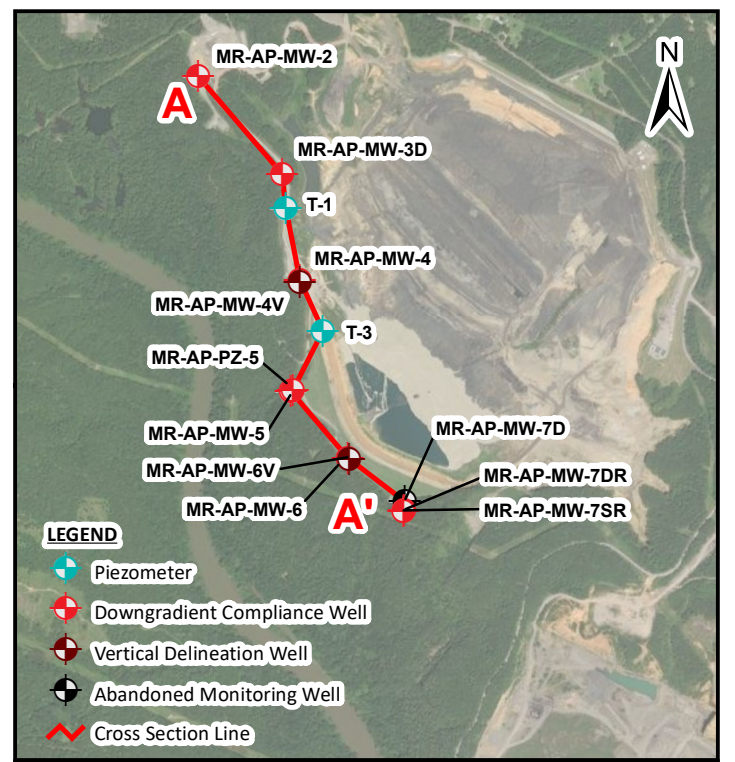 MR-AP-MW-2
N
A
MR-AP-MW-3D
T-1
MR-AP-MW-4
MR-AP-MW-4V
T-3
MR-AP-PZ-5
MR-AP-MW-5
MR-AP-MW-7D
MR-AP-MW-6V
MR-AP-MW-7DR
MR-AP-MW-6
A'
MR-AP-MW-7SR
LEGEND
Piezometer
Downgradient Compliance Well
Vertical Delineation Well
Abandoned Monitoring Well
Cross Section Line